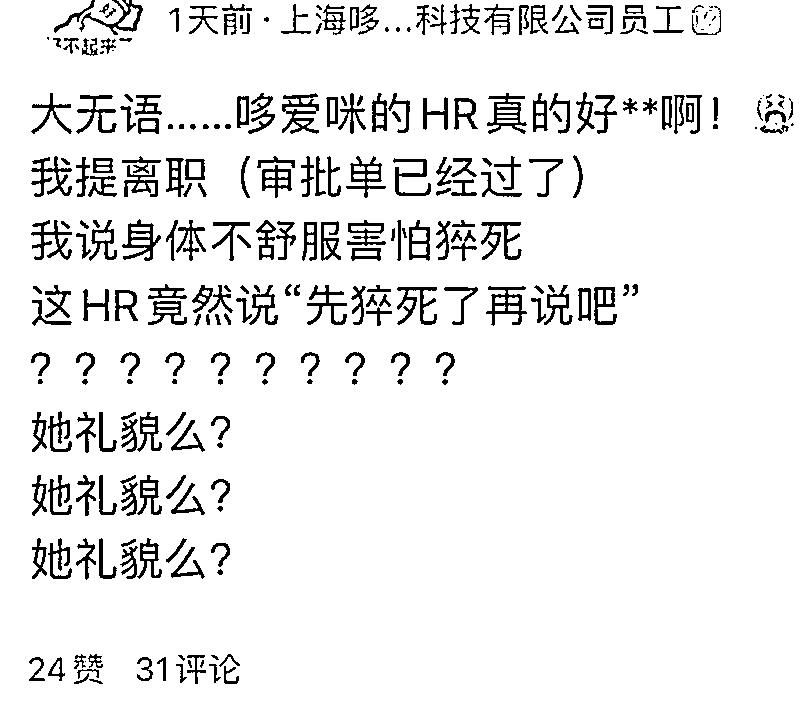 1天前 · 上海哆...科技有限公司员工
了不起来
大无语......哆爱咪的HR真的好**啊！
我提离职（审批单已经过了）
我说身体不舒服害怕猝死
这HR竟然说“先猝死了再说吧”
？？？？？？？？？？
她礼貌么？
她礼貌么？
她礼貌么？
24赞 31评论